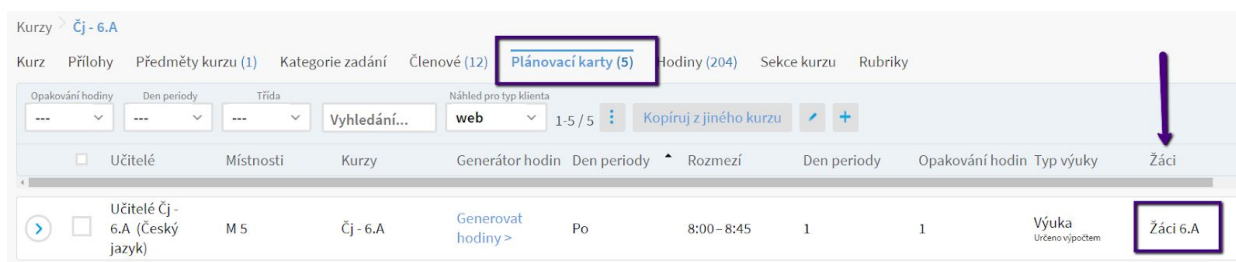 Kurzy Čj - 6.A
Kurz Přílohy Předměty kurzu (1) Kategorie zadání Členové (12) Plánovací karty (5) Hodiny (204) Sekce kurzu Rubriky
Opakování hodiny Den periody Třída Náhled pro typ klienta
--- --- --- Vyhledání... web 1-5 / 5 Kopíruj z jiného kurzu
Učitelé Místnosti Kurzy Generátor hodin Den periody Rozmezí Den periody Opakování hodin Typ výuky Žáci
Učitelé Čj -
6.A (Český
jazyk)
M 5
Čj - 6.A
Generovat
hodiny >
Po
8:00 – 8:45
1
1
Výuka
Určeno výpočtem
Žáci 6.A